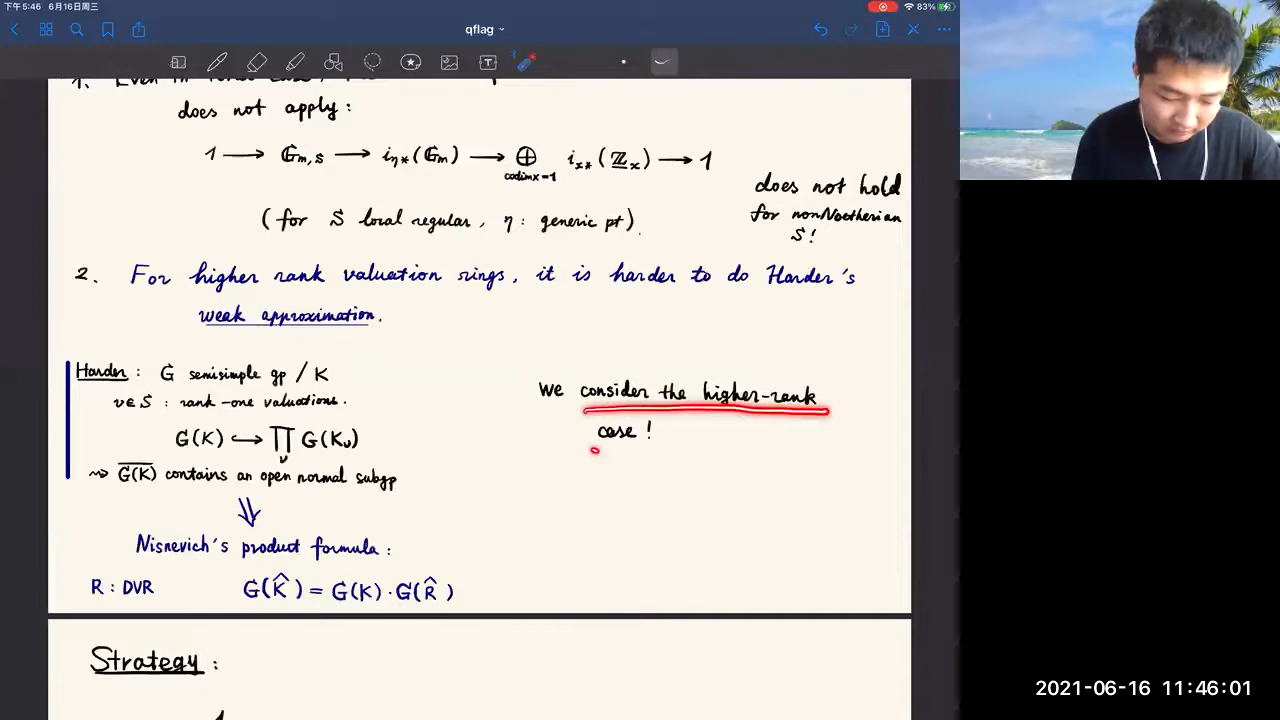 下午5:46 6月16日周三
83%
qflag
does not apply :
1 → 𝔾m,S → iη*(𝔾m) → ⊕ codim x=1 ix*(ℤx) → 1
does not hold
for nonNoetherian
S!
(for S local regular, η : generic pt).
2. For higher rank valuation rings, it is harder to do Harder's
weak approximation.
Harder : G semisimple gp / K
v∈S : rank-one valuations.
G(K) ↪ ∏v G(Kv)
⇝ G(K)‾ contains an open normal subgp
We consider the higher-rank
case !
⇓
Nisnevich's product formula :
R : DVR G(K̂) = G(K)·G(R̂)
Strategy :
2021-06-16 11:46:01